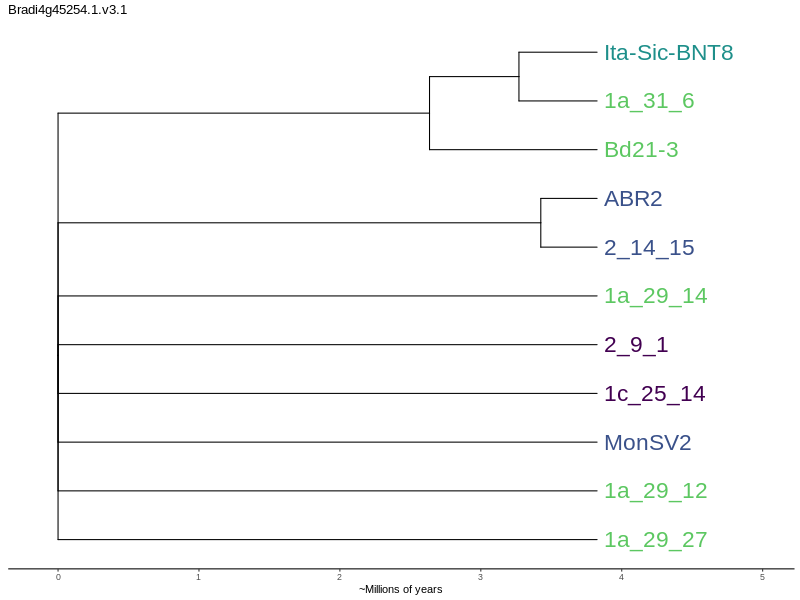 Bradi4g45254.1.v3.1
Ita-Sic-BNT8
1a_31_6
Bd21-3
ABR2
2_14_15
1a_29_14
2_9_1
1c_25_14
MonSV2
1a_29_12
1a_29_27
0 1 2 3 4 5
~Millions of years